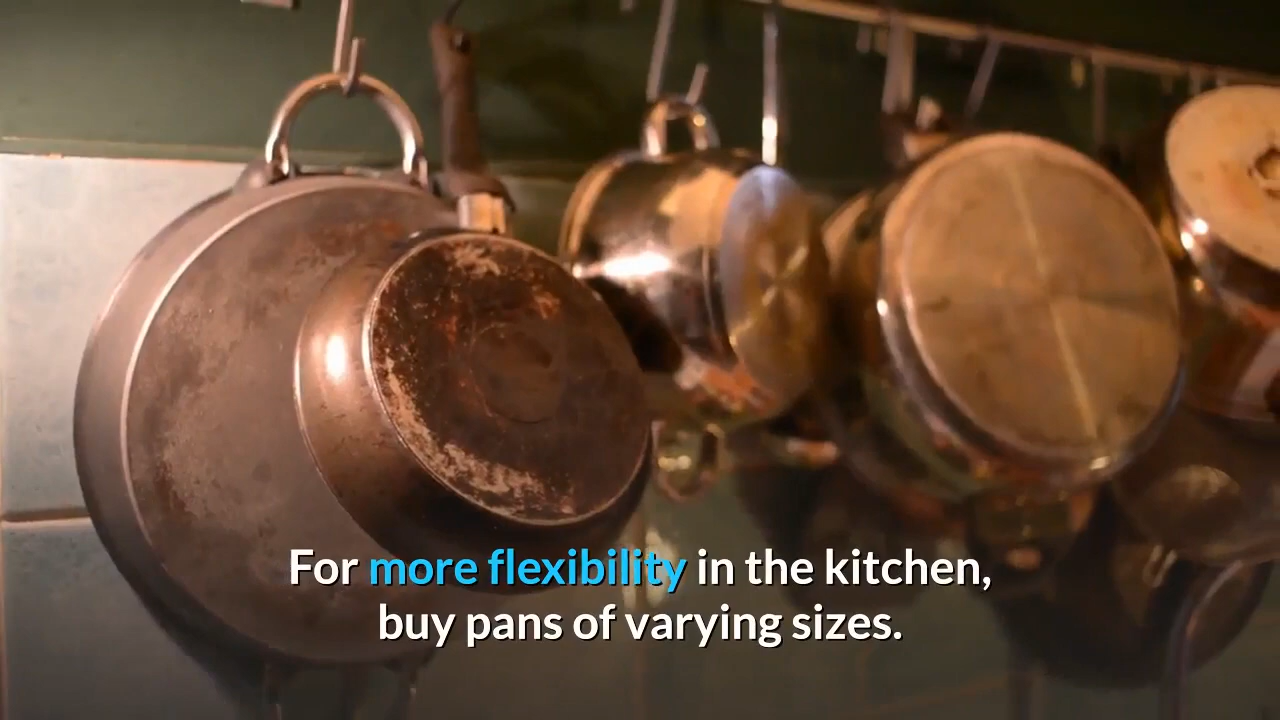 For more flexibility in the kitchen,
buy pans of varying sizes.